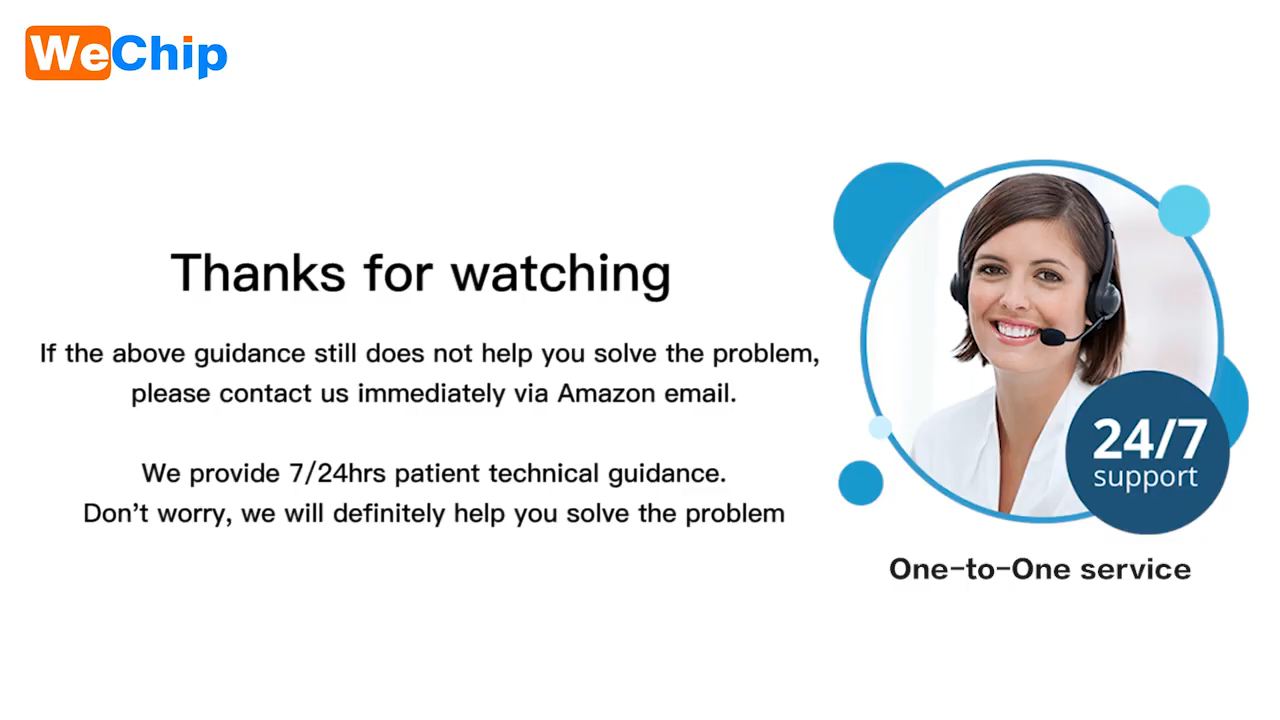 WeChip
Thanks for watching
If the above guidance still does not help you solve the problem,
please contact us immediately via Amazon email.
We provide 7/24hrs patient technical guidance.
Don’t worry, we will definitely help you solve the problem
24/7
support
One-to-One service